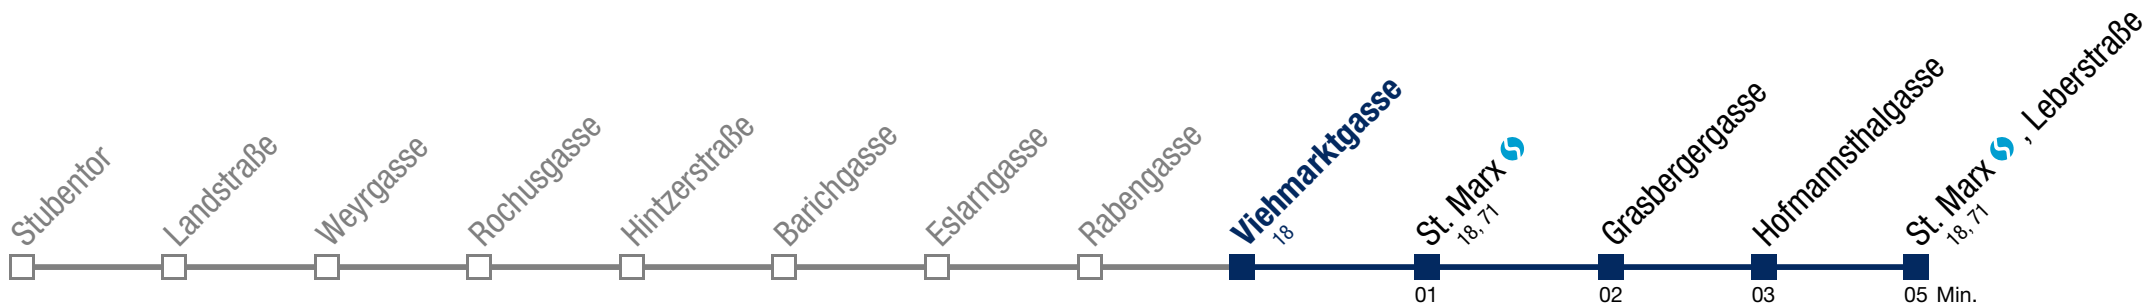 Stubentor
Landstraße
Weyrgasse
Rochusgasse
Hintzerstraße
Barichgasse
Eslarngasse
Rabengasse
Viehmarktgasse
18
St. Marx
18, 71
Grasbergergasse
Hofmannsthalgasse
St. Marx , Leberstraße
18, 71
01
02
03
05 Min.